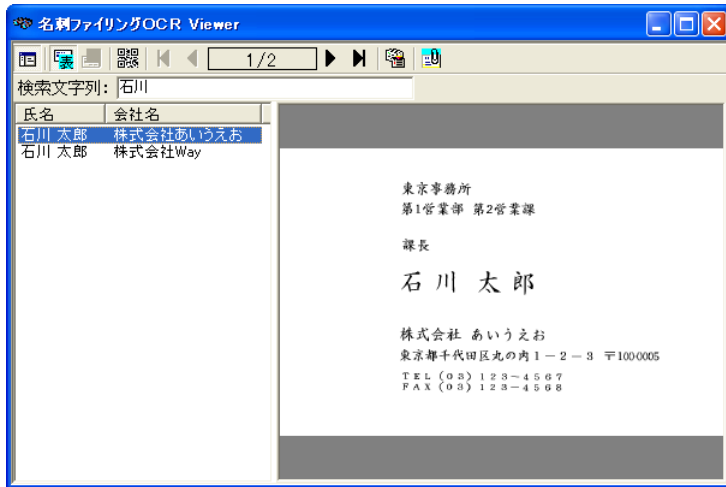 名刺ファイリングOCR Viewer
表
1/2
検索文字列: 石川
氏名 会社名
石川 太郎 株式会社あいうえお
石川 太郎 株式会社Way
東京事務所
第1営業部 第2営業課
課長
石川 太郎
株式会社 あいうえお
東京都千代田区丸の内1-2-3 〒100-0005
TEL (03) 123-4567
FAX (03) 123-4568